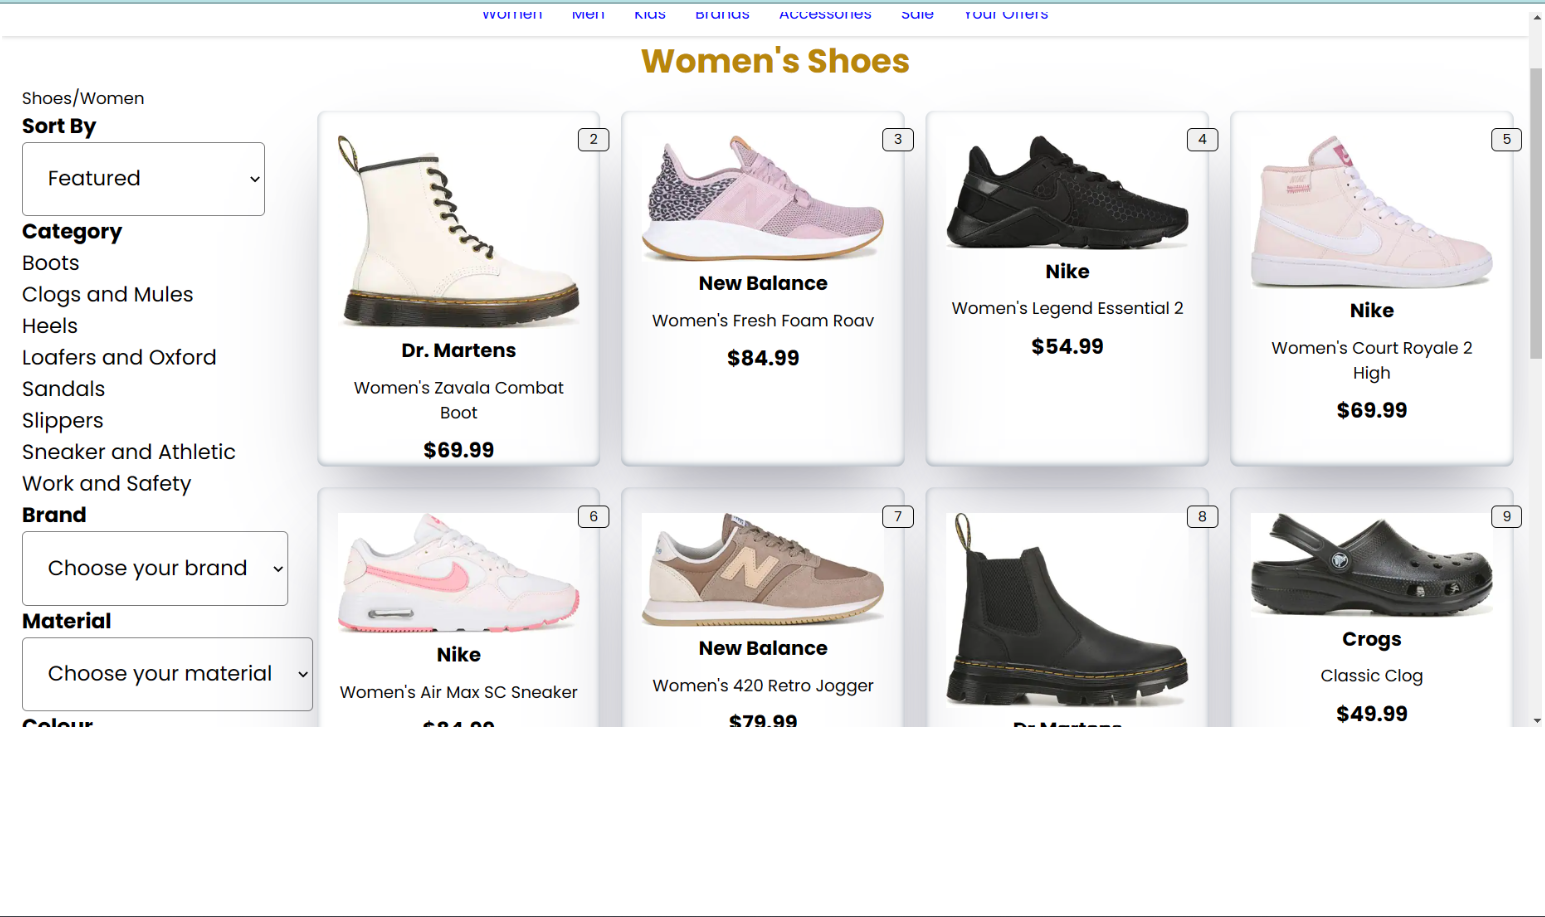 Women Men Kids Brands Accessories Sale Your Offers
Women's Shoes
Shoes/Women
Sort By
Featured
Category
Boots
Clogs and Mules
Heels
Loafers and Oxford
Sandals
Slippers
Sneaker and Athletic
Work and Safety
Brand
Choose your brand
Material
Choose your material
Colour
2
Dr. Martens
Women's Zavala Combat
Boot
$69.99
3
New Balance
Women's Fresh Foam Roav
$84.99
4
Nike
Women's Legend Essential 2
$54.99
5
Nike
Women's Court Royale 2
High
$69.99
6
Nike
Women's Air Max SC Sneaker
$84.99
7
New Balance
Women's 420 Retro Jogger
$79.99
8
Dr Martens
9
Crogs
Classic Clog
$49.99